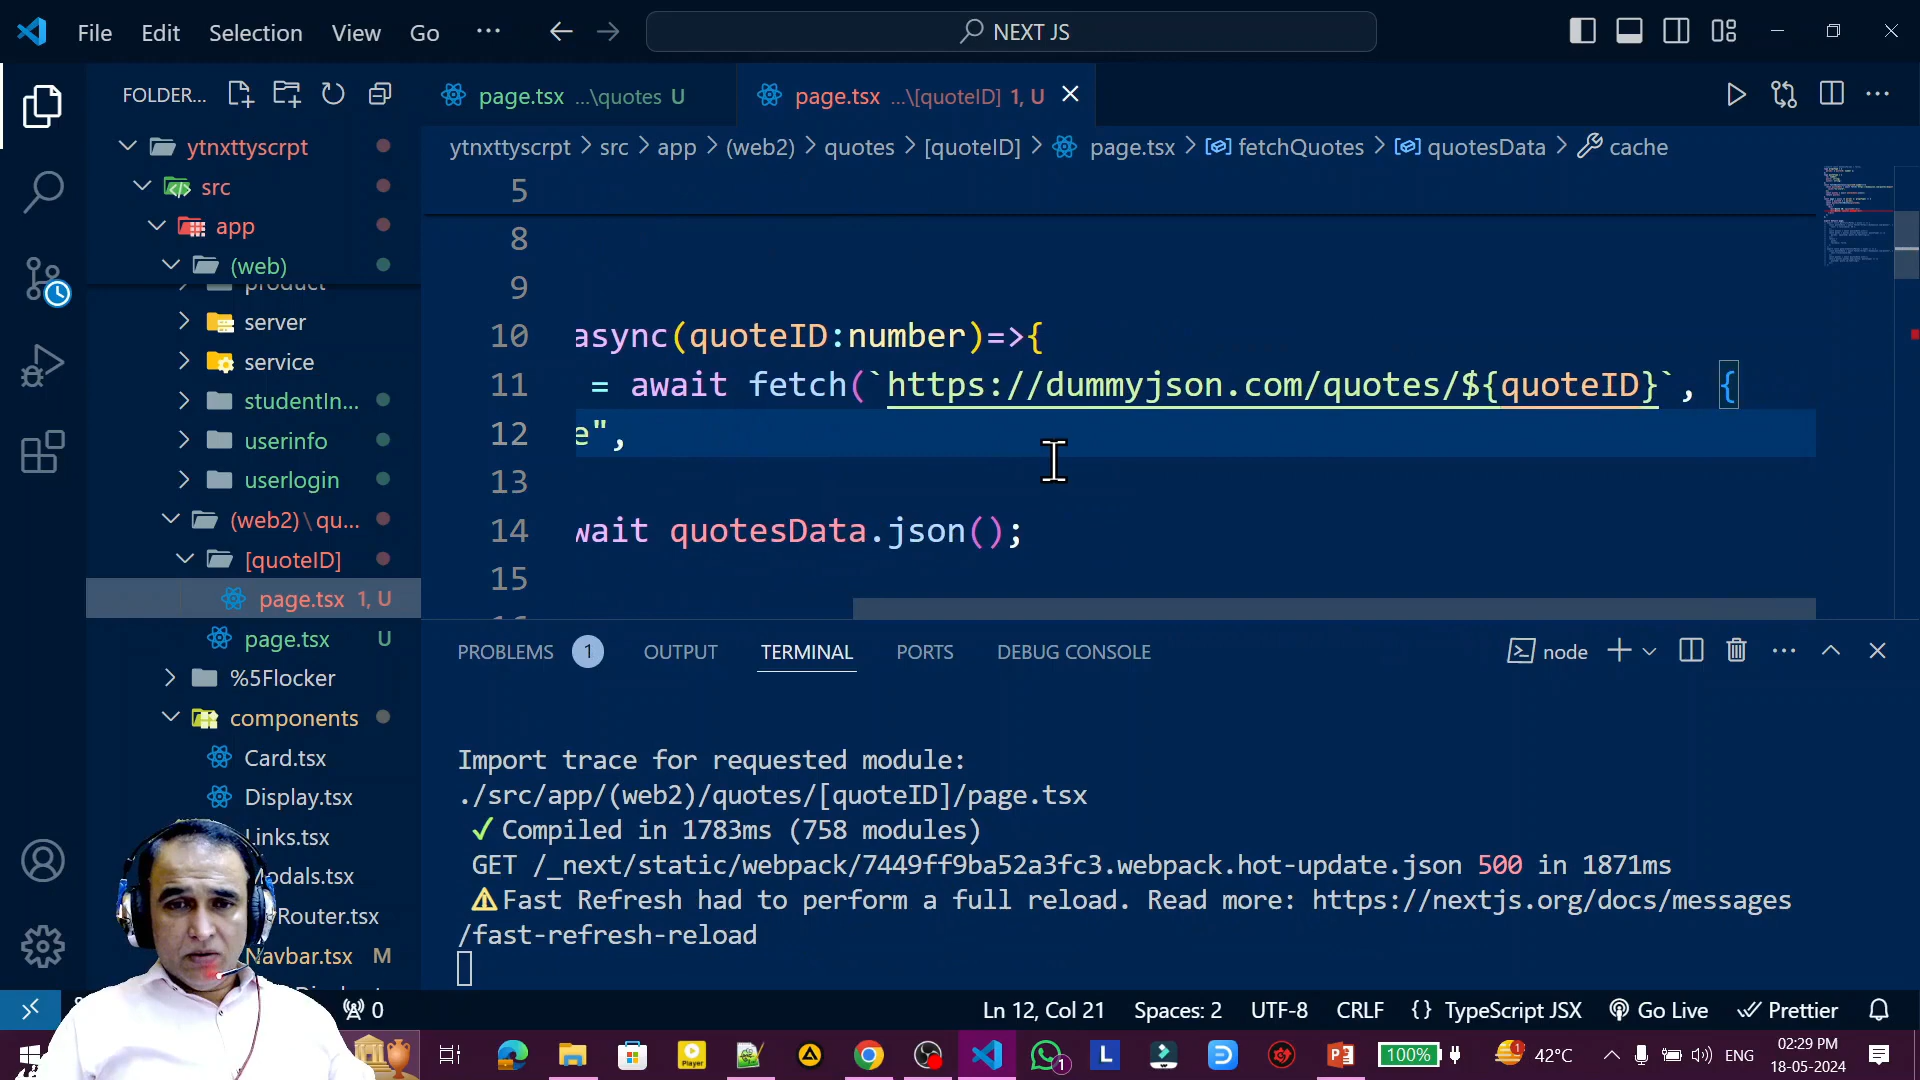 File Edit Selection View Go ... NEXT JS
FOLDER...
page.tsx ...\quotes U
page.tsx ...\[quoteID] 1, U
ytnxttyscrpt > src > app > (web2) > quotes > [quoteID] > page.tsx > fetchQuotes > quotesData > cache
ytnxttyscrpt
src
app
(web)
product
server
service
studentIn...
userinfo
userlogin
(web2)\qu...
[quoteID]
page.tsx 1, U
page.tsx U
%5Flocker
components
Card.tsx
Display.tsx
Links.tsx
Modals.tsx
Router.tsx
Navbar.tsx M
5
8
9
10 async(quoteID:number)=>{
11 = await fetch(`https://dummyjson.com/quotes/${quoteID}`, {
12 e",
13
14 wait quotesData.json();
15
PROBLEMS 1 OUTPUT TERMINAL PORTS DEBUG CONSOLE
node
Import trace for requested module:
./src/app/(web2)/quotes/[quoteID]/page.tsx
✓ Compiled in 1783ms (758 modules)
GET /_next/static/webpack/7449ff9ba52a3fc3.webpack.hot-update.json 500 in 1871ms
⚠ Fast Refresh had to perform a full reload. Read more: https://nextjs.org/docs/messages
/fast-refresh-reload
0 Ln 12, Col 21 Spaces: 2 UTF-8 CRLF {} TypeScript JSX Go Live Prettier
Player
L
1
100%
1
42°C
ENG
02:29 PM
18-05-2024